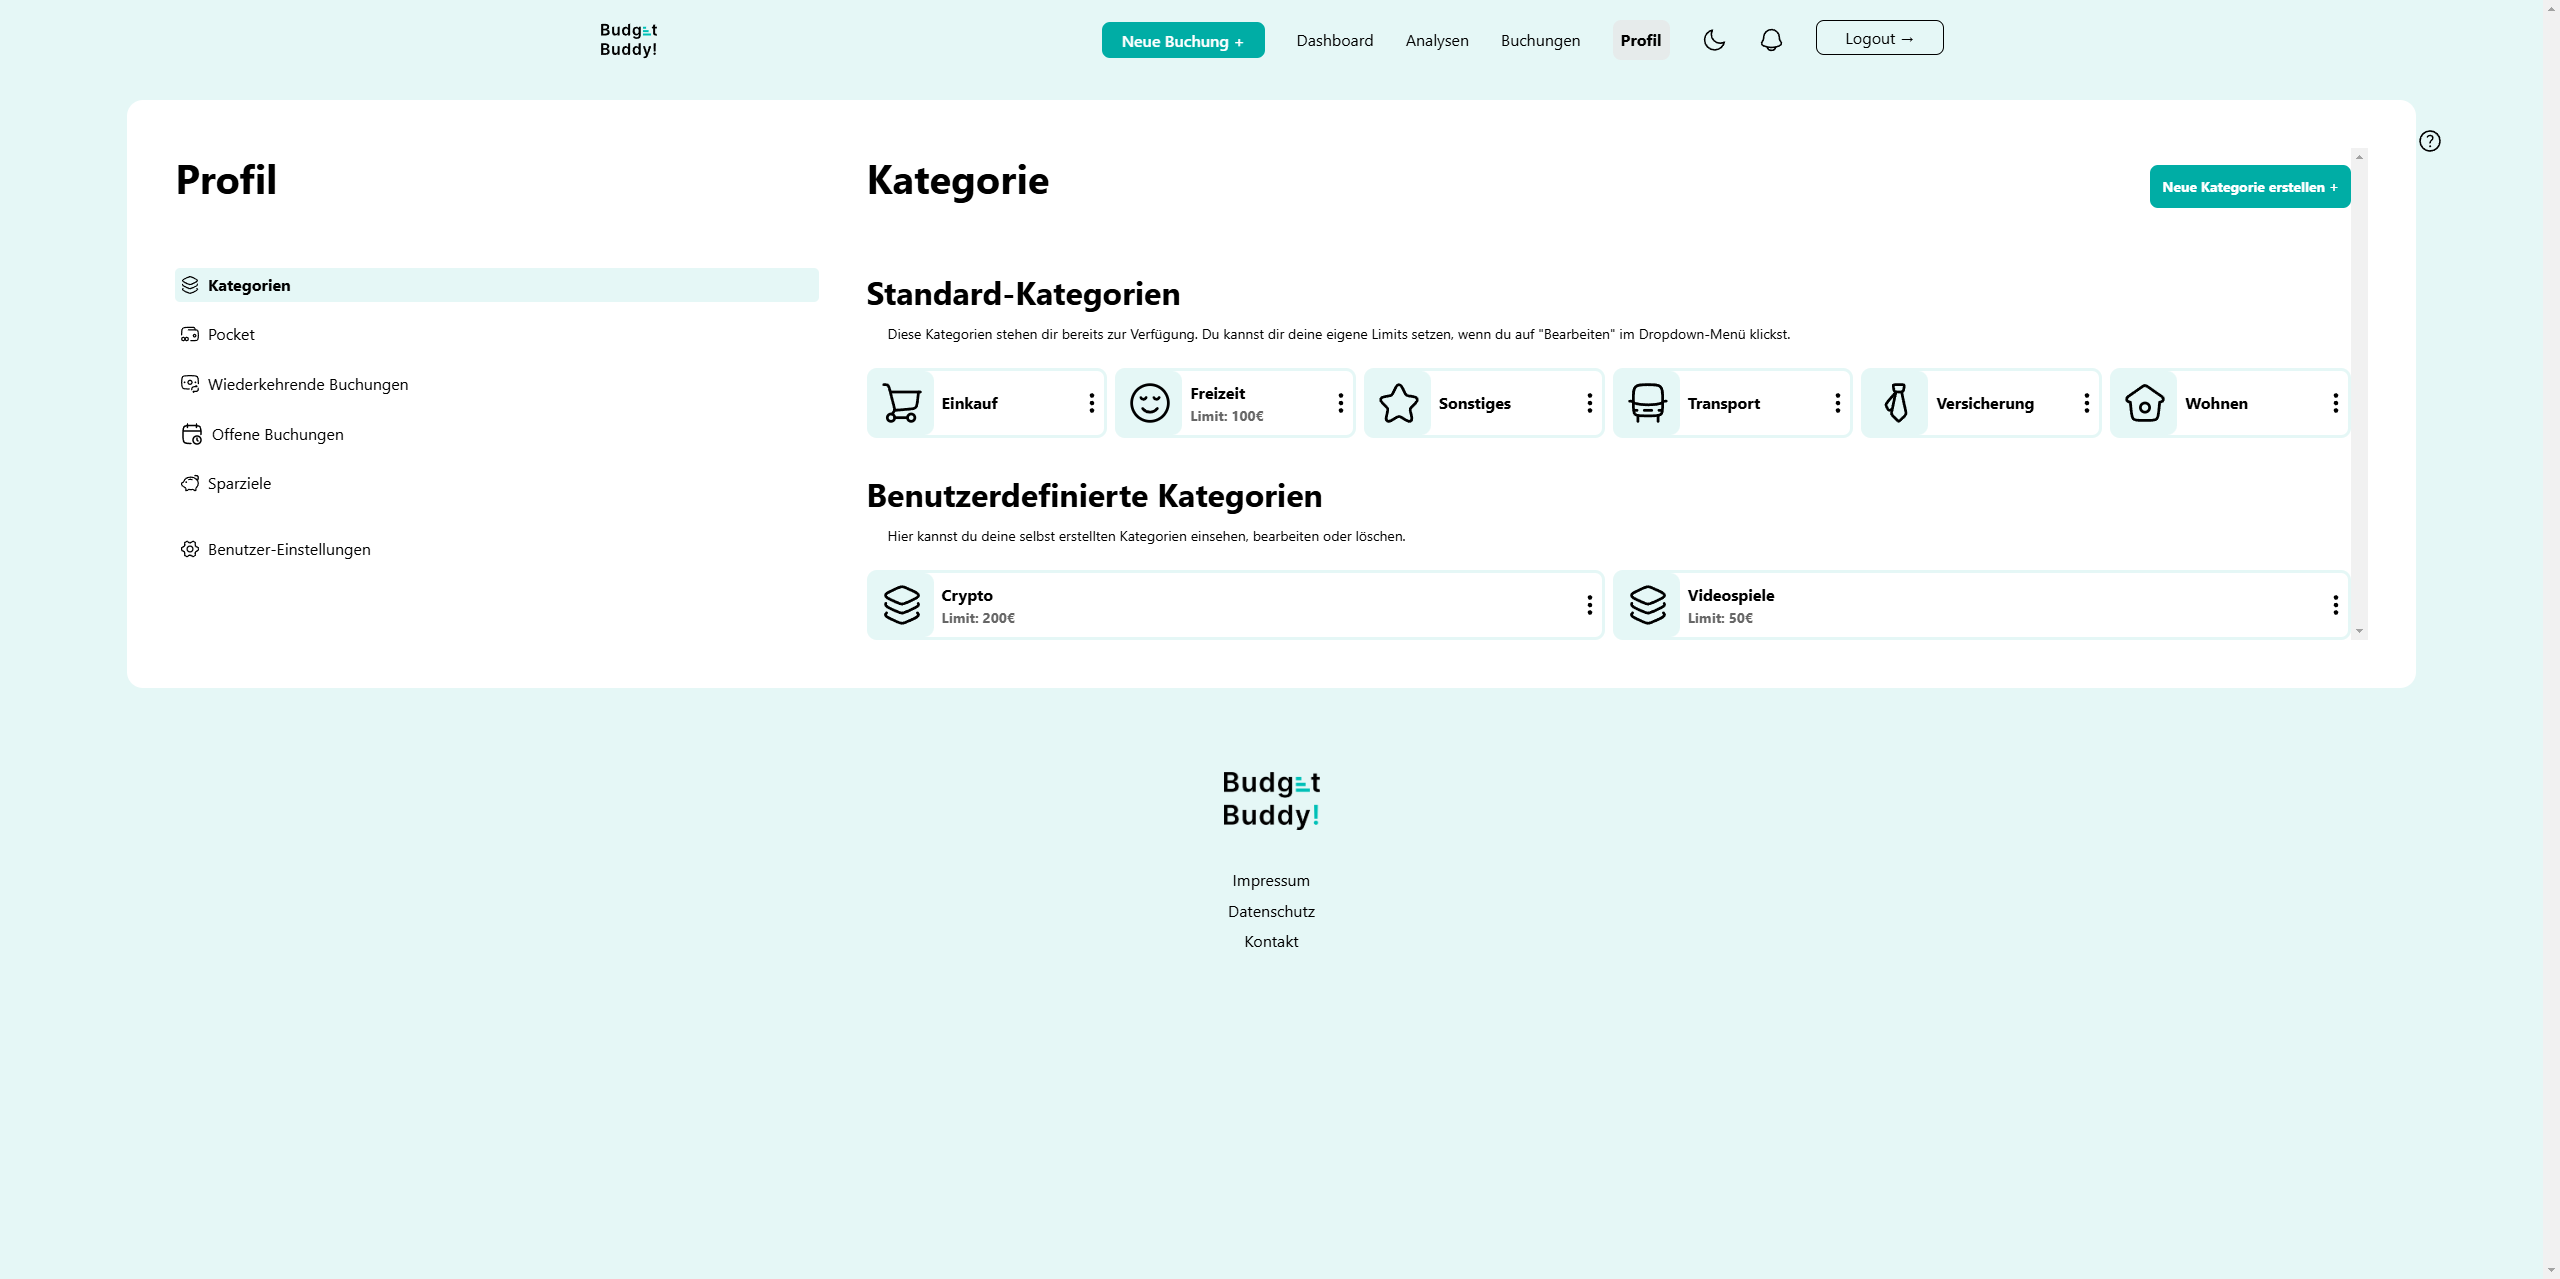 Budget
Buddy!
Neue Buchung +
Dashboard
Analysen
Buchungen
Profil
Logout →
Profil
Kategorien
Pocket
Wiederkehrende Buchungen
Offene Buchungen
Sparziele
Benutzer-Einstellungen
Kategorie
Neue Kategorie erstellen +
Standard-Kategorien
Diese Kategorien stehen dir bereits zur Verfügung. Du kannst dir deine eigene Limits setzen, wenn du auf "Bearbeiten" im Dropdown-Menü klickst.
Einkauf
Freizeit
Limit: 100€
Sonstiges
Transport
Versicherung
Wohnen
Benutzerdefinierte Kategorien
Hier kannst du deine selbst erstellten Kategorien einsehen, bearbeiten oder löschen.
Crypto
Limit: 200€
Videospiele
Limit: 50€
Budget
Buddy!
Impressum
Datenschutz
Kontakt